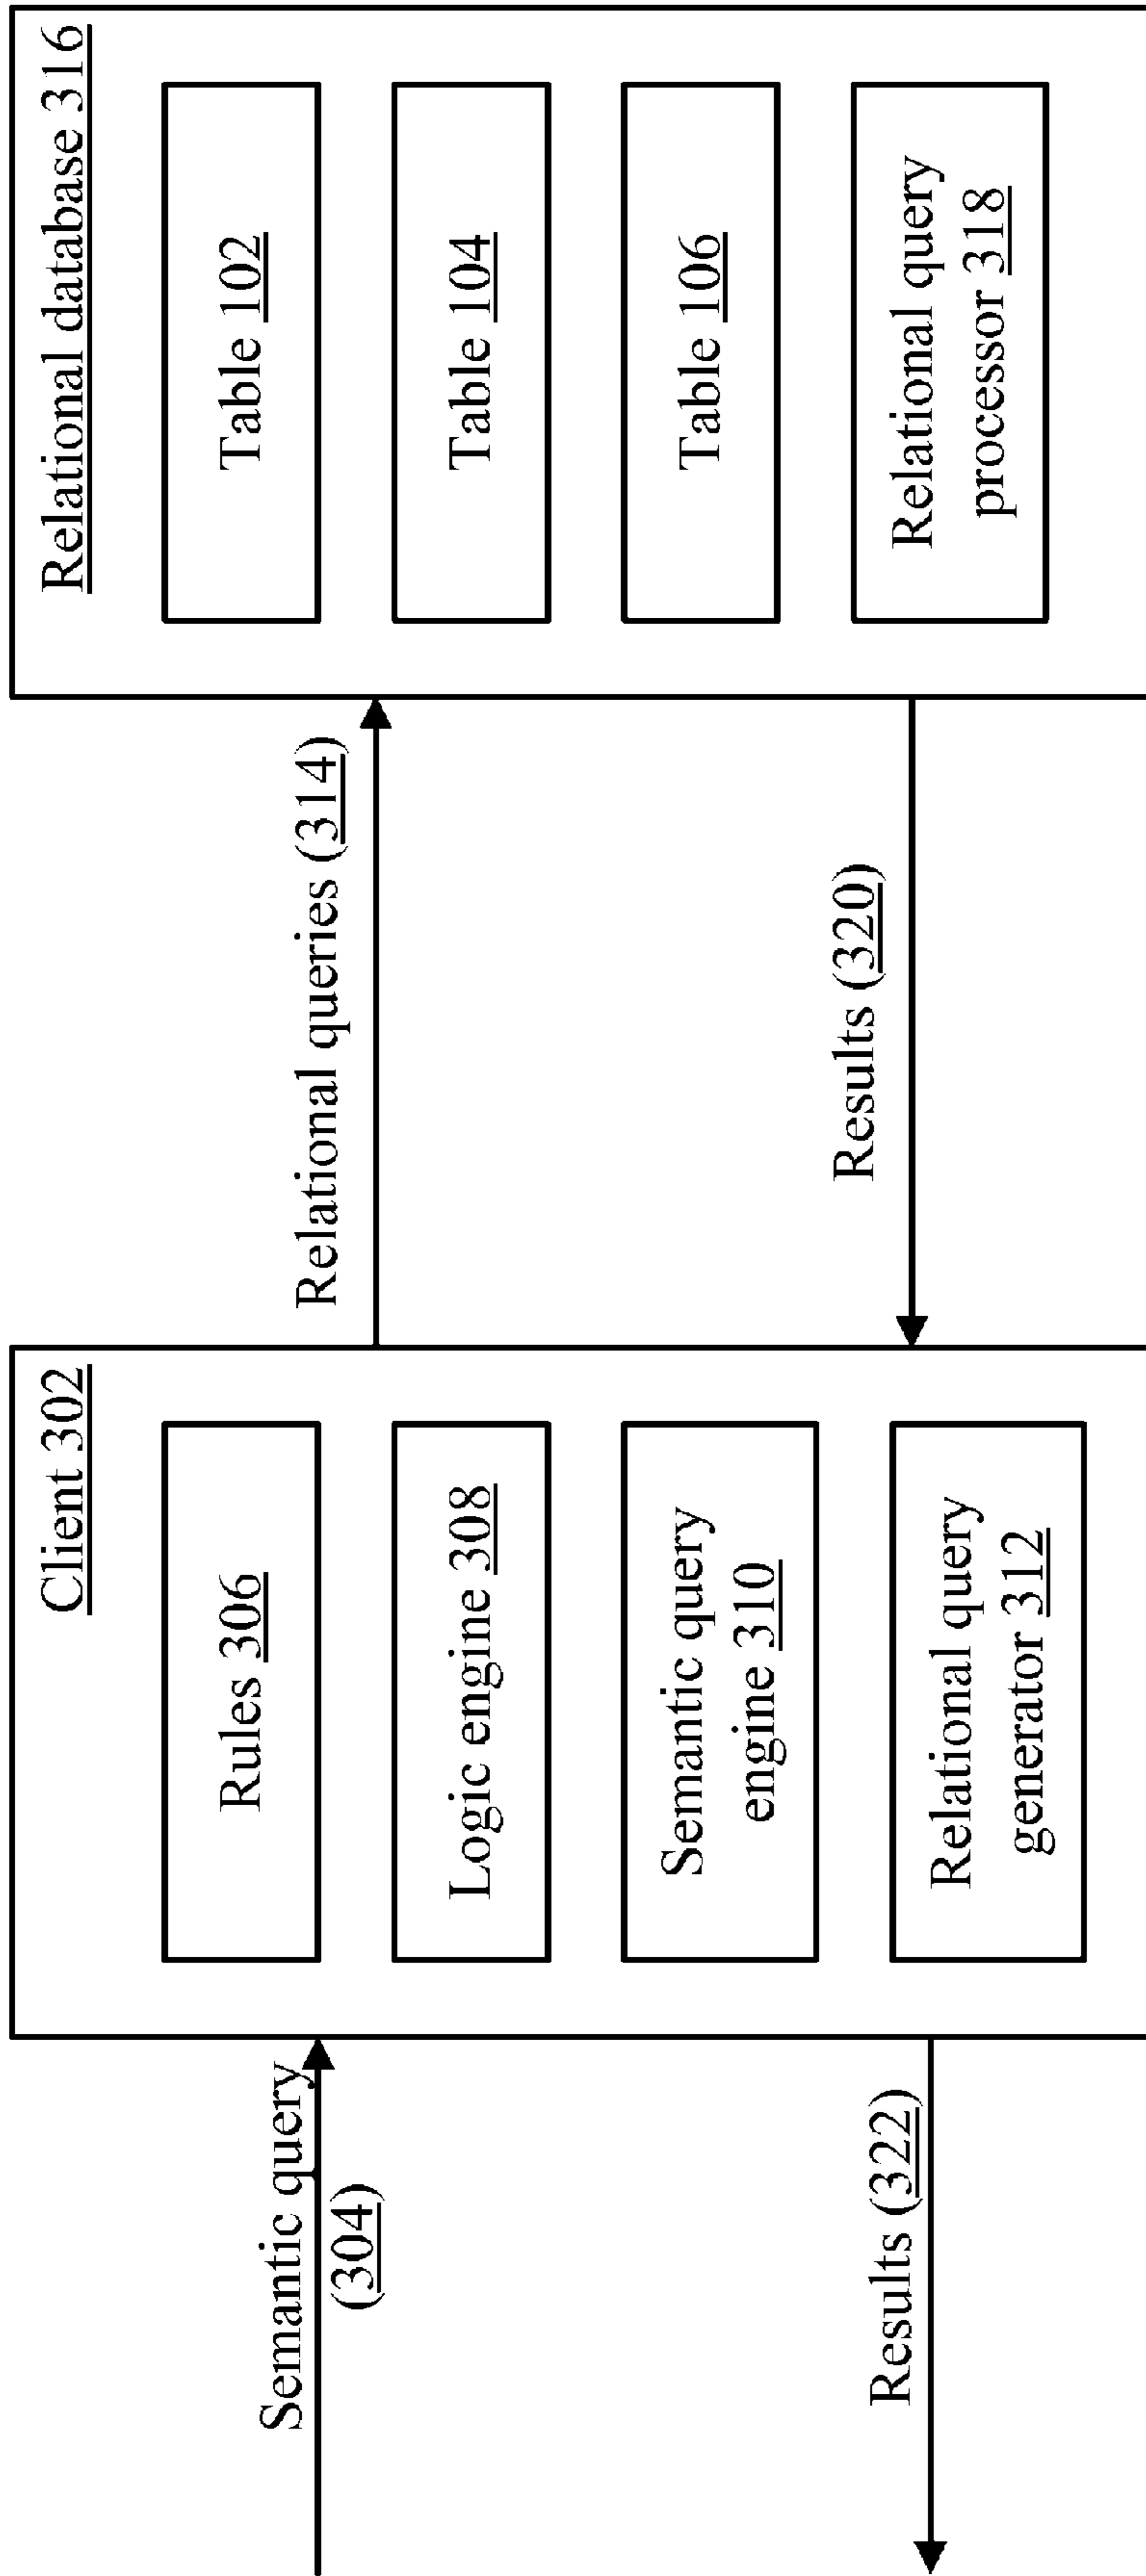 Semantic query
(304)
Results (322)
Client 302
Rules 306
Logic engine 308
Semantic query
engine 310
Relational query
generator 312
Relational queries (314)
Results (320)
Relational database 316
Table 102
Table 104
Table 106
Relational query
processor 318